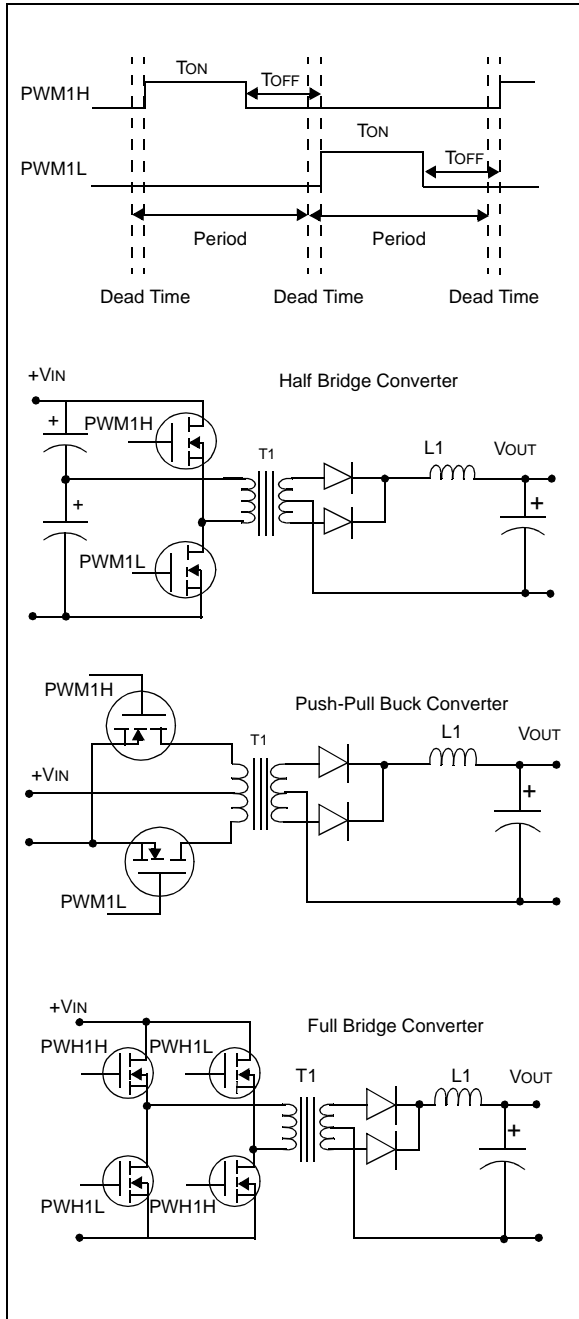 TON
PWM1H
TOFF
TON
PWM1L
TOFF
Period
Period
Dead Time
Dead Time
Dead Time
+VIN
Half Bridge Converter
PWM1H
+
T1
L1
VOUT
+
+
PWM1L
PWM1H
Push-Pull Buck Converter
T1
L1
VOUT
+VIN
+
PWM1L
+VIN
Full Bridge Converter
PWH1H
PWH1L
T1
L1
VOUT
+
PWH1L
PWH1H